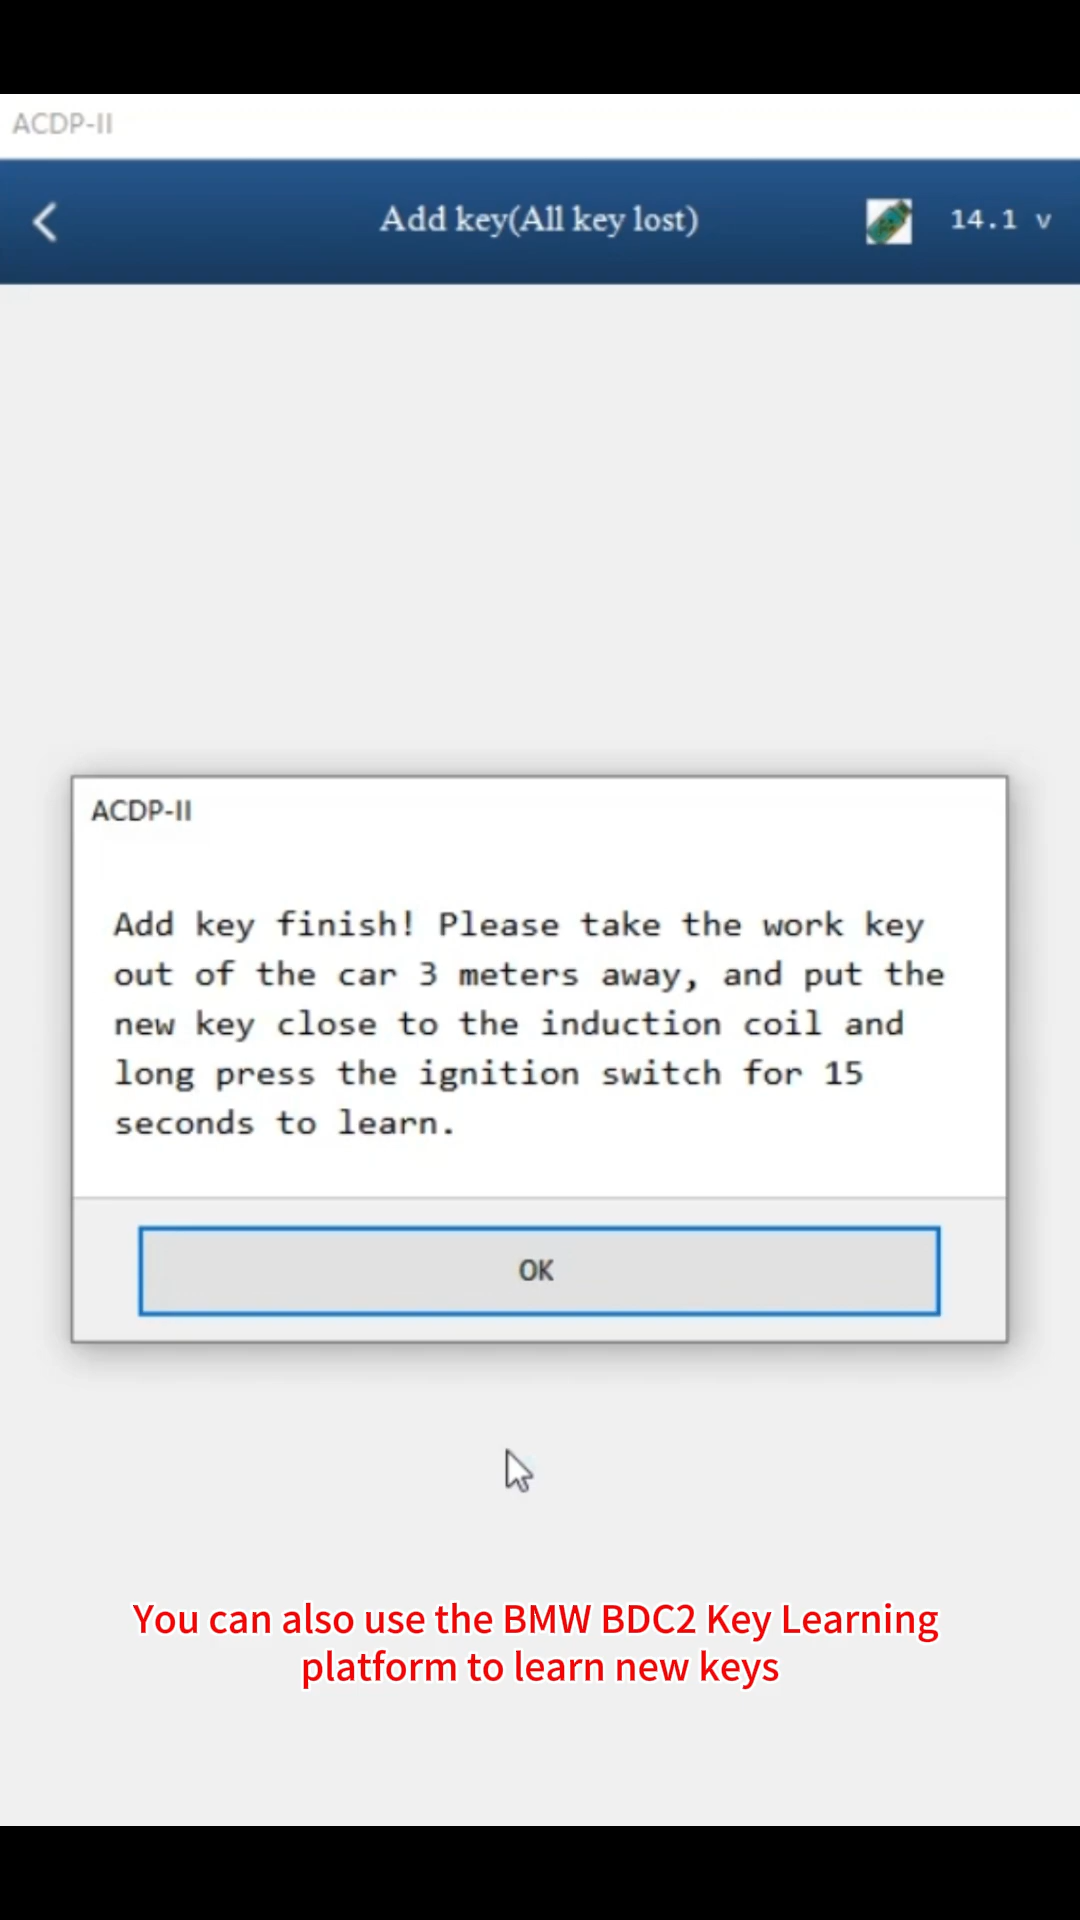 ACDP-II
Add key(All key lost)
14.1 v
ACDP-II
Add key finish! Please take the work key
out of the car 3 meters away, and put the
new key close to the induction coil and
long press the ignition switch for 15
seconds to learn.
OK
You can also use the BMW BDC2 Key Learning
platform to learn new keys